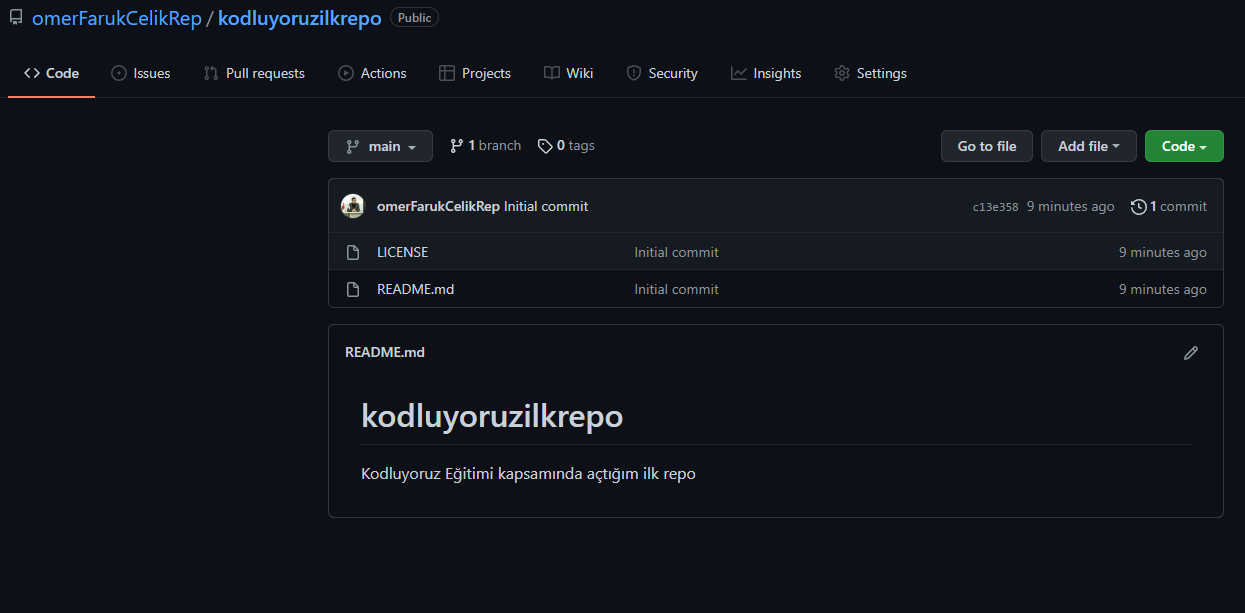 omerFarukCelikRep / kodluyoruzilkrepo Public
Code Issues Pull requests Actions Projects Wiki Security Insights Settings
main 1 branch 0 tags Go to file Add file Code
omerFarukCelikRep Initial commit c13e358 9 minutes ago 1 commit
LICENSE Initial commit 9 minutes ago
README.md Initial commit 9 minutes ago
README.md
kodluyoruzilkrepo
Kodluyoruz Eğitimi kapsamında açtığım ilk repo